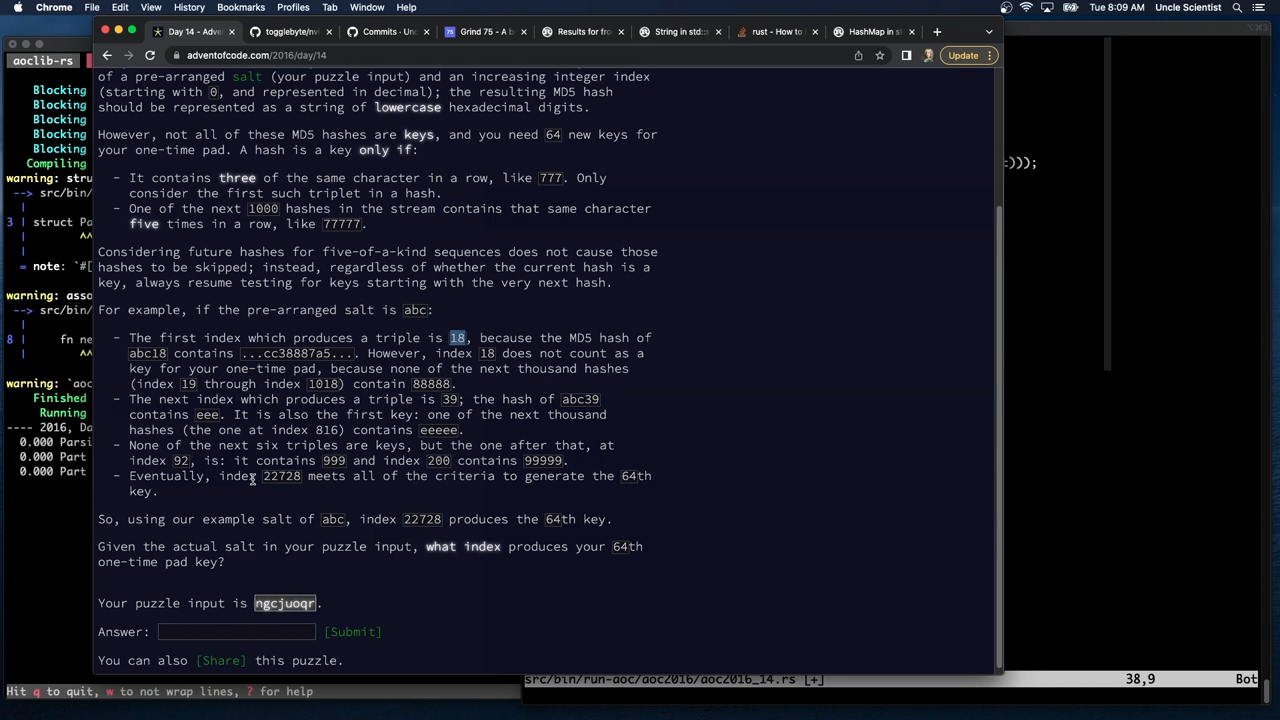 Chrome File Edit View History Bookmarks Profiles Tab Window Help Tue 8:09 AM Uncle Scientist
Day 14 - Adven togglebyte/nvi Commits · Unc Grind 75 - A b Results for fro String in std:: rust - How to HashMap in st
adventofcode.com/2016/day/14 Update
aoclib-rs
Blocking
Blocking
Blocking
Blocking
Blocking
Compiling
warning: stru
--> src/bin/
|
3 | struct Pa
| ^^
|
= note: `#[
warning: asso
--> src/bin/
|
8 | fn ne
| ^^
warning: `aoc
Finished
Running
---- 2016, Da
0.000 Parsi
0.000 Part
0.000 Part
of a pre-arranged salt (your puzzle input) and an increasing integer index
(starting with 0, and represented in decimal); the resulting MD5 hash
should be represented as a string of lowercase hexadecimal digits.
However, not all of these MD5 hashes are keys, and you need 64 new keys for
your one-time pad. A hash is a key only if:
- It contains three of the same character in a row, like 777. Only
consider the first such triplet in a hash.
- One of the next 1000 hashes in the stream contains that same character
five times in a row, like 77777.
Considering future hashes for five-of-a-kind sequences does not cause those
hashes to be skipped; instead, regardless of whether the current hash is a
key, always resume testing for keys starting with the very next hash.
For example, if the pre-arranged salt is abc:
- The first index which produces a triple is 18, because the MD5 hash of
abc18 contains ...cc38887a5.... However, index 18 does not count as a
key for your one-time pad, because none of the next thousand hashes
(index 19 through index 1018) contain 88888.
- The next index which produces a triple is 39; the hash of abc39
contains eee. It is also the first key: one of the next thousand
hashes (the one at index 816) contains eeeee.
- None of the next six triples are keys, but the one after that, at
index 92, is: it contains 999 and index 200 contains 99999.
- Eventually, index 22728 meets all of the criteria to generate the 64th
key.
So, using our example salt of abc, index 22728 produces the 64th key.
Given the actual salt in your puzzle input, what index produces your 64th
one-time pad key?
Your puzzle input is ngcjuoqr.
Answer: [Submit]
You can also [Share] this puzzle.
)));
Hit q to quit, w to not wrap lines, ? for help
src/bin/run-aoc/aoc2016/aoc2016_14.rs [+] 38,9 Bot